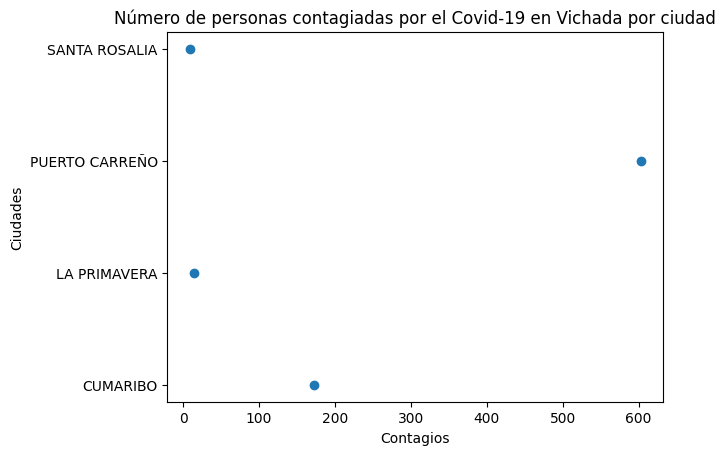 Número de personas contagiadas por el Covid-19 en Vichada por ciudad
SANTA ROSALIA
PUERTO CARREÑO
LA PRIMAVERA
CUMARIBO
Ciudades
0 100 200 300 400 500 600
Contagios